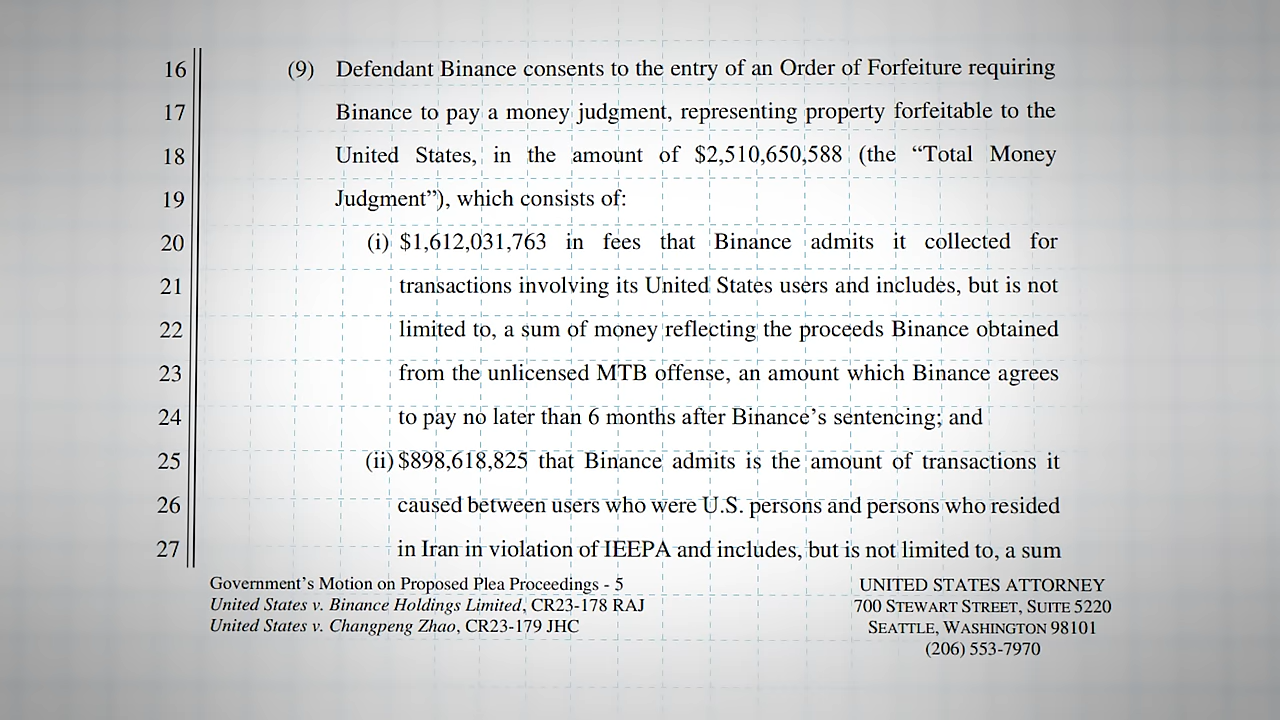 16 (9) Defendant Binance consents to the entry of an Order of Forfeiture requiring
17 Binance to pay a money judgment, representing property forfeitable to the
18 United States, in the amount of $2,510,650,588 (the “Total Money
19 Judgment”), which consists of:
20 (i) $1,612,031,763 in fees that Binance admits it collected for
21 transactions involving its United States users and includes, but is not
22 limited to, a sum of money reflecting the proceeds Binance obtained
23 from the unlicensed MTB offense, an amount which Binance agrees
24 to pay no later than 6 months after Binance’s sentencing; and
25 (ii) $898,618,825 that Binance admits is the amount of transactions it
26 caused between users who were U.S. persons and persons who resided
27 in Iran in violation of IEEPA and includes, but is not limited to, a sum
Government’s Motion on Proposed Plea Proceedings - 5
United States v. Binance Holdings Limited, CR23-178 RAJ
United States v. Changpeng Zhao, CR23-179 JHC
UNITED STATES ATTORNEY
700 STEWART STREET, SUITE 5220
SEATTLE, WASHINGTON 98101
(206) 553-7970